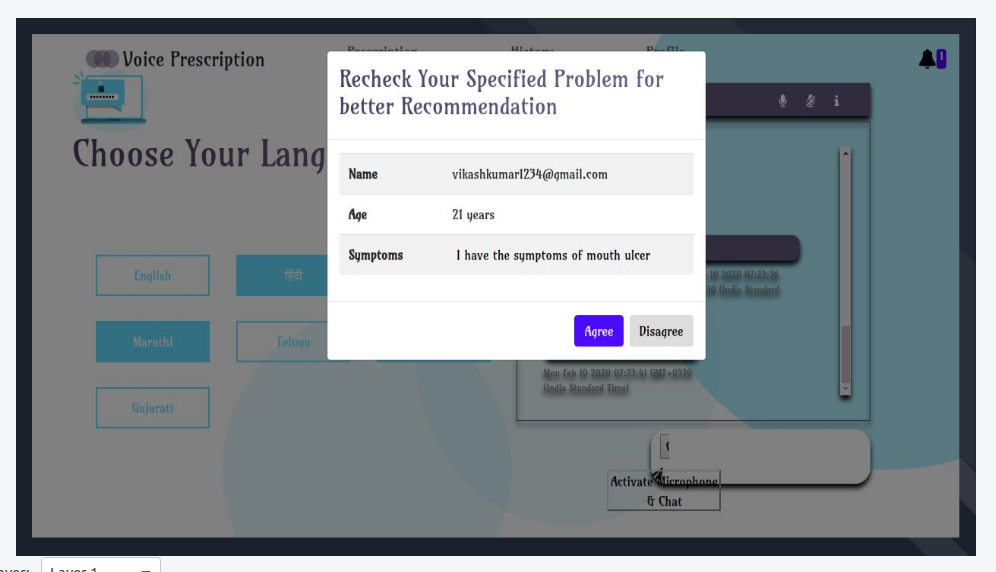 Voice Prescription
Prescription
History
Profile
1
Recheck Your Specified Problem for
better Recommendation
Choose Your Lang
Name vikashkumar1234@gmail.com
Age 21 years
Symptoms I have the symptoms of mouth ulcer
Agree Disagree
English
हिंदी
Marathi
Telugu
Gujarati
10 2020 07:23:36
30 (India Standard
Mon Feb 10 2020 07:23:41 GMT+0530
(India Standard Time)
Activate Microphone
& Chat
Layer 1